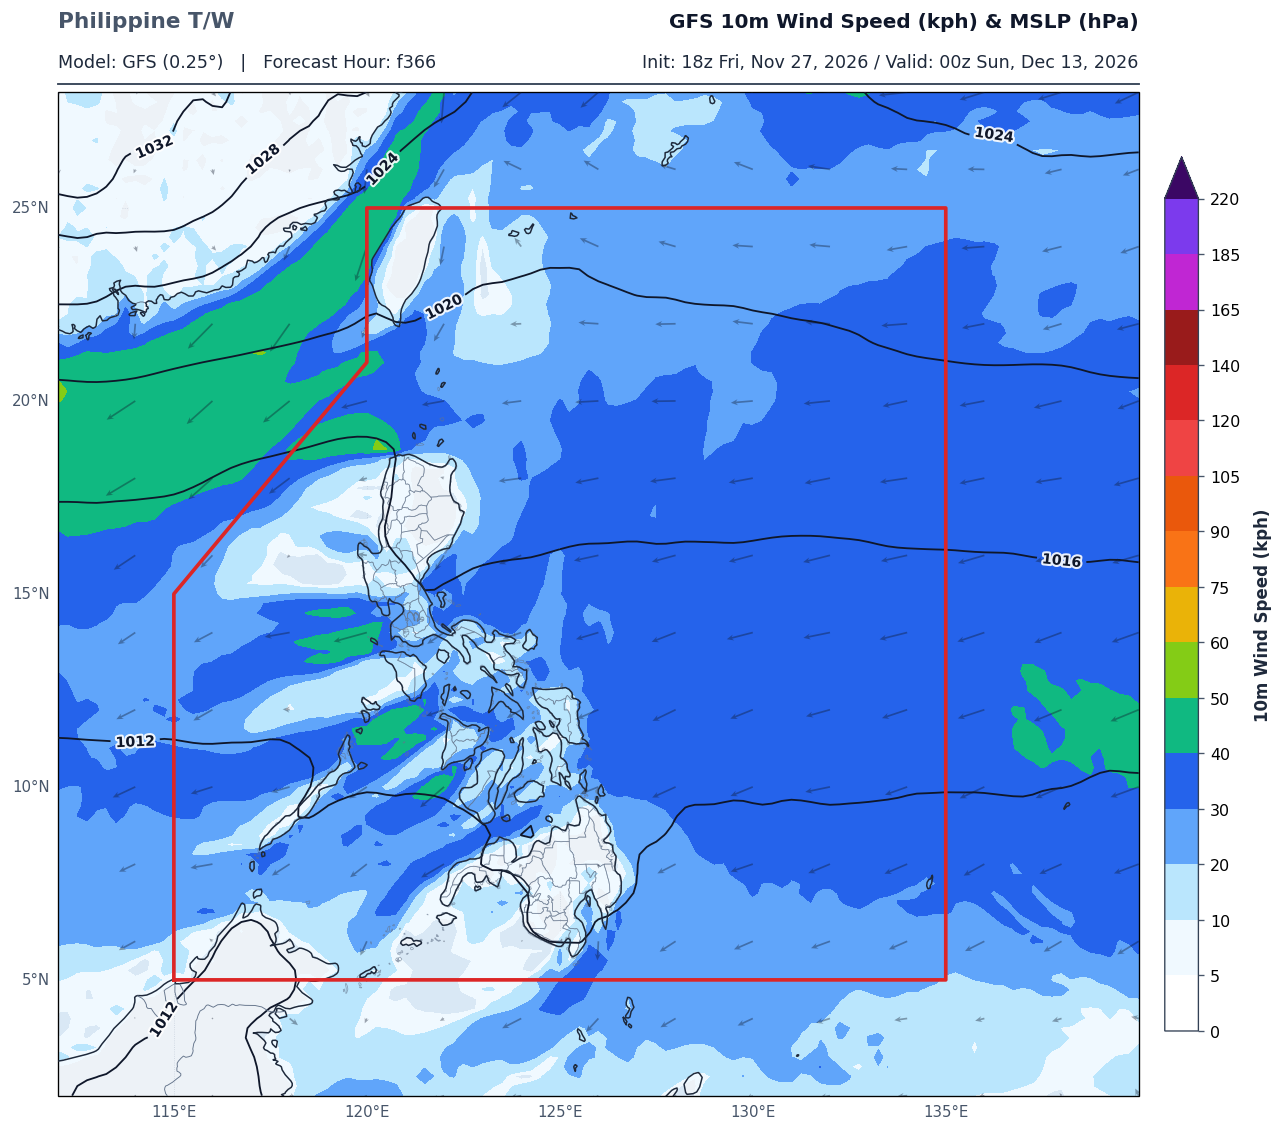 Philippine T/W
GFS 10m Wind Speed (kph) & MSLP (hPa)
Model: GFS (0.25°)   |   Forecast Hour: f366
Init: 18z Fri, Nov 27, 2026 / Valid: 00z Sun, Dec 13, 2026
1032
1028
1024
1024
1020
1016
1012
1012
25°N
20°N
15°N
10°N
5°N
115°E
120°E
125°E
130°E
135°E
220
185
165
140
120
105
90
75
60
50
40
30
20
10
5
0
10m Wind Speed (kph)